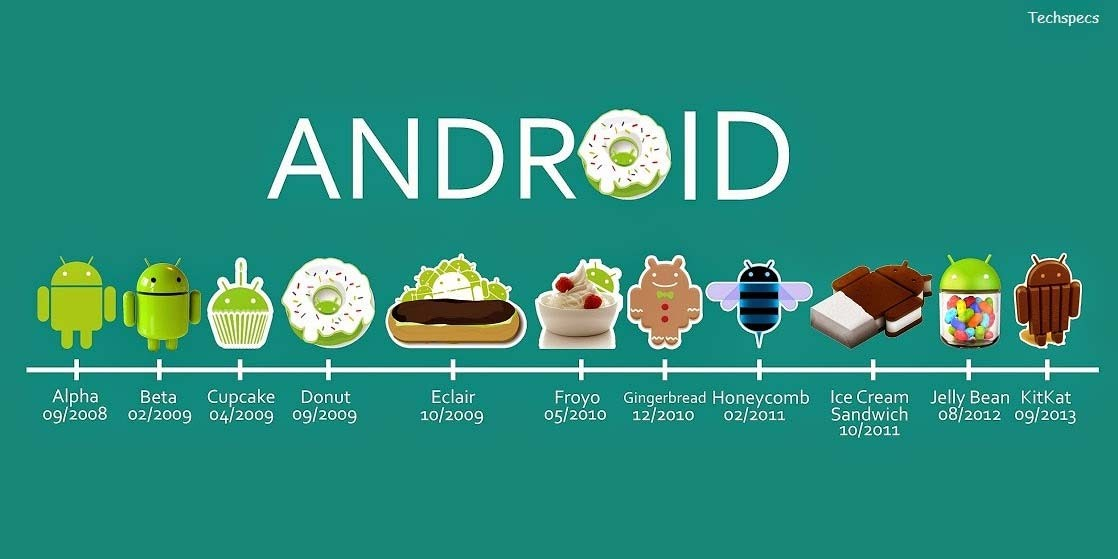 Techspecs
ANDROID
Alpha
09/2008
Beta
02/2009
Cupcake
04/2009
Donut
09/2009
Eclair
10/2009
Froyo
05/2010
Gingerbread
12/2010
Honeycomb
02/2011
Ice Cream
Sandwich
10/2011
Jelly Bean
08/2012
KitKat
09/2013